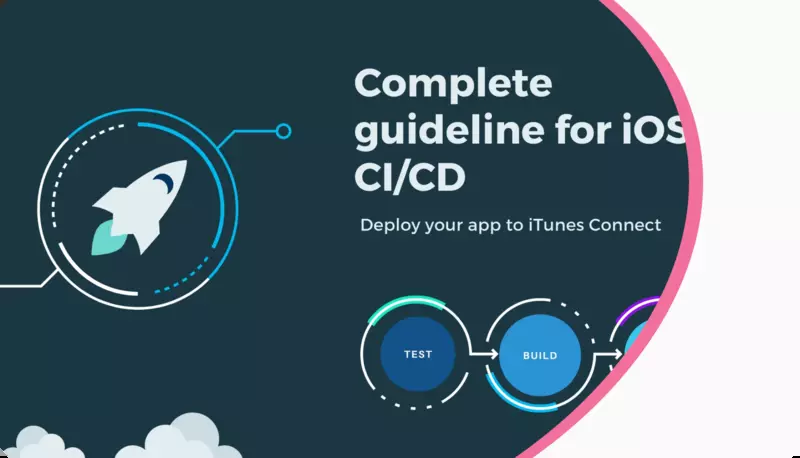 Complete
guideline for iOS
CI/CD
Deploy your app to iTunes Connect
TEST
BUILD